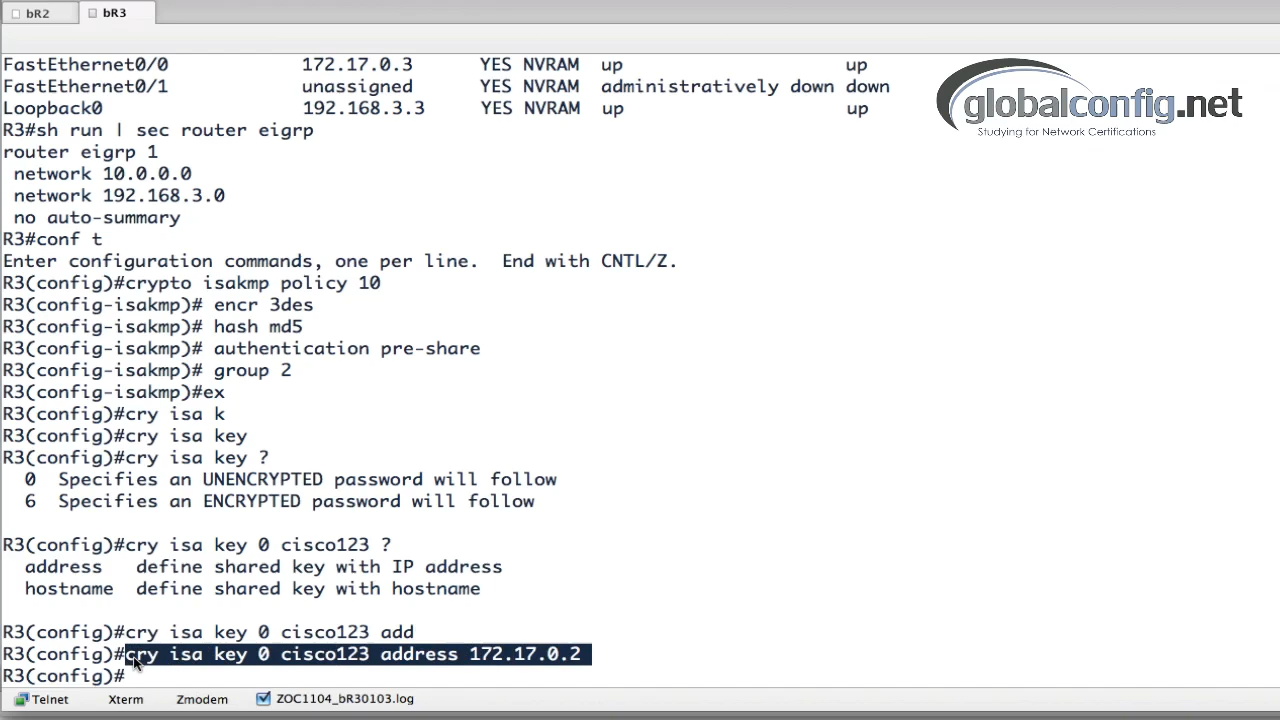 bR2 bR3
FastEthernet0/0 172.17.0.3 YES NVRAM up up
FastEthernet0/1 unassigned YES NVRAM administratively down down
Loopback0 192.168.3.3 YES NVRAM up up
globalconfig.net
Studying for Network Certifications
R3#sh run | sec router eigrp
router eigrp 1
network 10.0.0.0
network 192.168.3.0
no auto-summary
R3#conf t
Enter configuration commands, one per line. End with CNTL/Z.
R3(config)#crypto isakmp policy 10
R3(config-isakmp)# encr 3des
R3(config-isakmp)# hash md5
R3(config-isakmp)# authentication pre-share
R3(config-isakmp)# group 2
R3(config-isakmp)#ex
R3(config)#cry isa k
R3(config)#cry isa key
R3(config)#cry isa key ?
0 Specifies an UNENCRYPTED password will follow
6 Specifies an ENCRYPTED password will follow
R3(config)#cry isa key 0 cisco123 ?
address define shared key with IP address
hostname define shared key with hostname
R3(config)#cry isa key 0 cisco123 add
R3(config)#cry isa key 0 cisco123 address 172.17.0.2
R3(config)#
Telnet Xterm Zmodem ZOC1104_bR30103.log